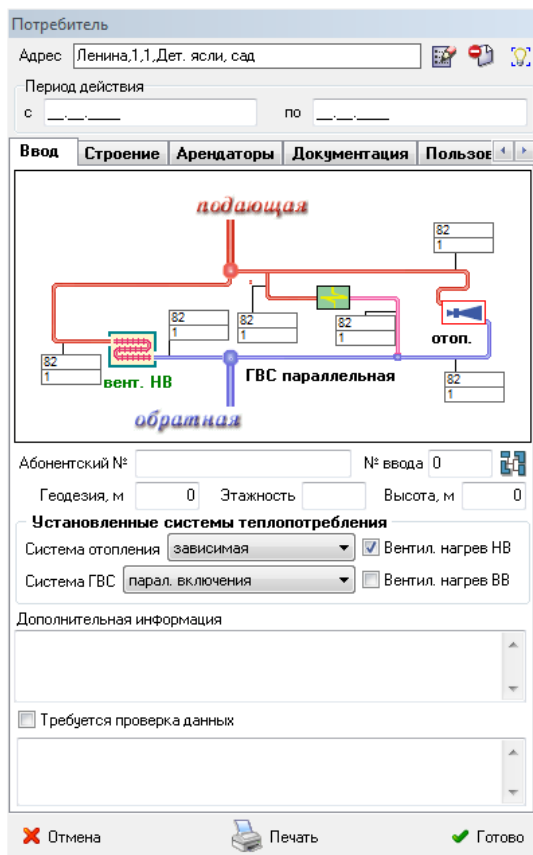 Потребитель
Адрес Ленина,1,1,Дет. ясли, сад
Период действия
с __.__.____ по __.__.____
Ввод Строение Арендаторы Документация Пользов
подающая
82
1
82
1
82
1
82
1
отоп.
82
1
вент. НВ
ГВС параллельная
82
1
обратная
Абонентский № № ввода 0
Геодезия, м 0 Этажность Высота, м 0
Установленные системы теплопотребления
Система отопления зависимая Вентил. нагрев НВ
Система ГВС парал. включения Вентил. нагрев ВВ
Дополнительная информация
Требуется проверка данных
Отмена Печать Готово